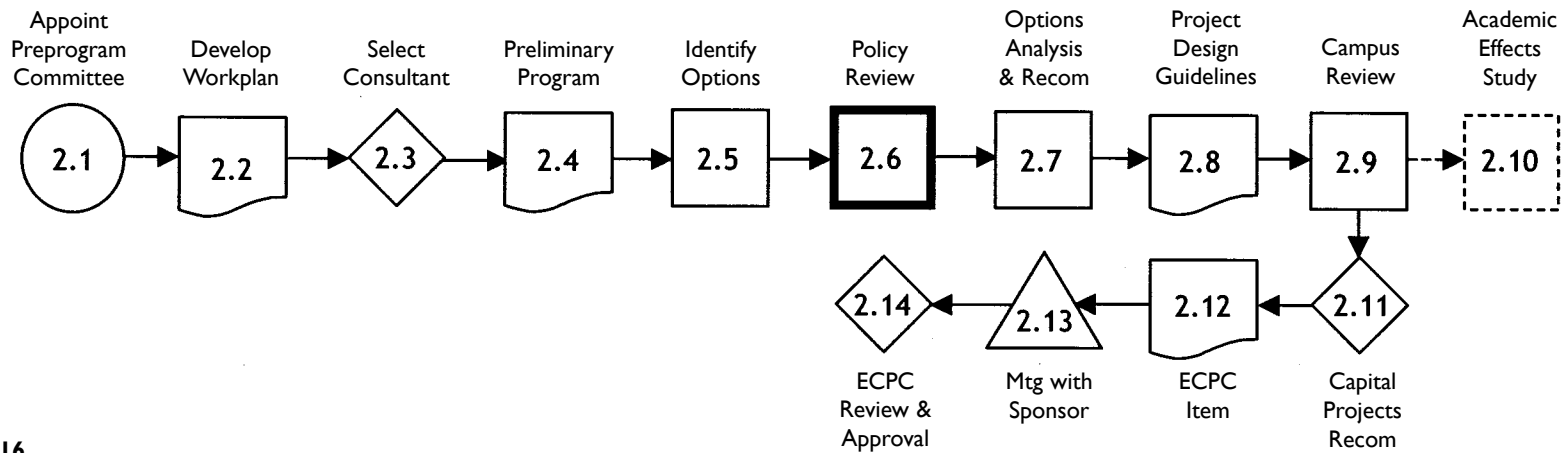 Appoint
Preprogram
Committee
Develop
Workplan
Select
Consultant
Preliminary
Program
Identify
Options
Policy
Review
Options
Analysis
& Recom
Project
Design
Guidelines
Campus
Review
Academic
Effects
Study
2.1
2.2
2.3
2.4
2.5
2.6
2.7
2.8
2.9
2.10
2.14
2.13
2.12
2.11
ECPC
Review &
Approval
Mtg with
Sponsor
ECPC
Item
Capital
Projects
Recom
16